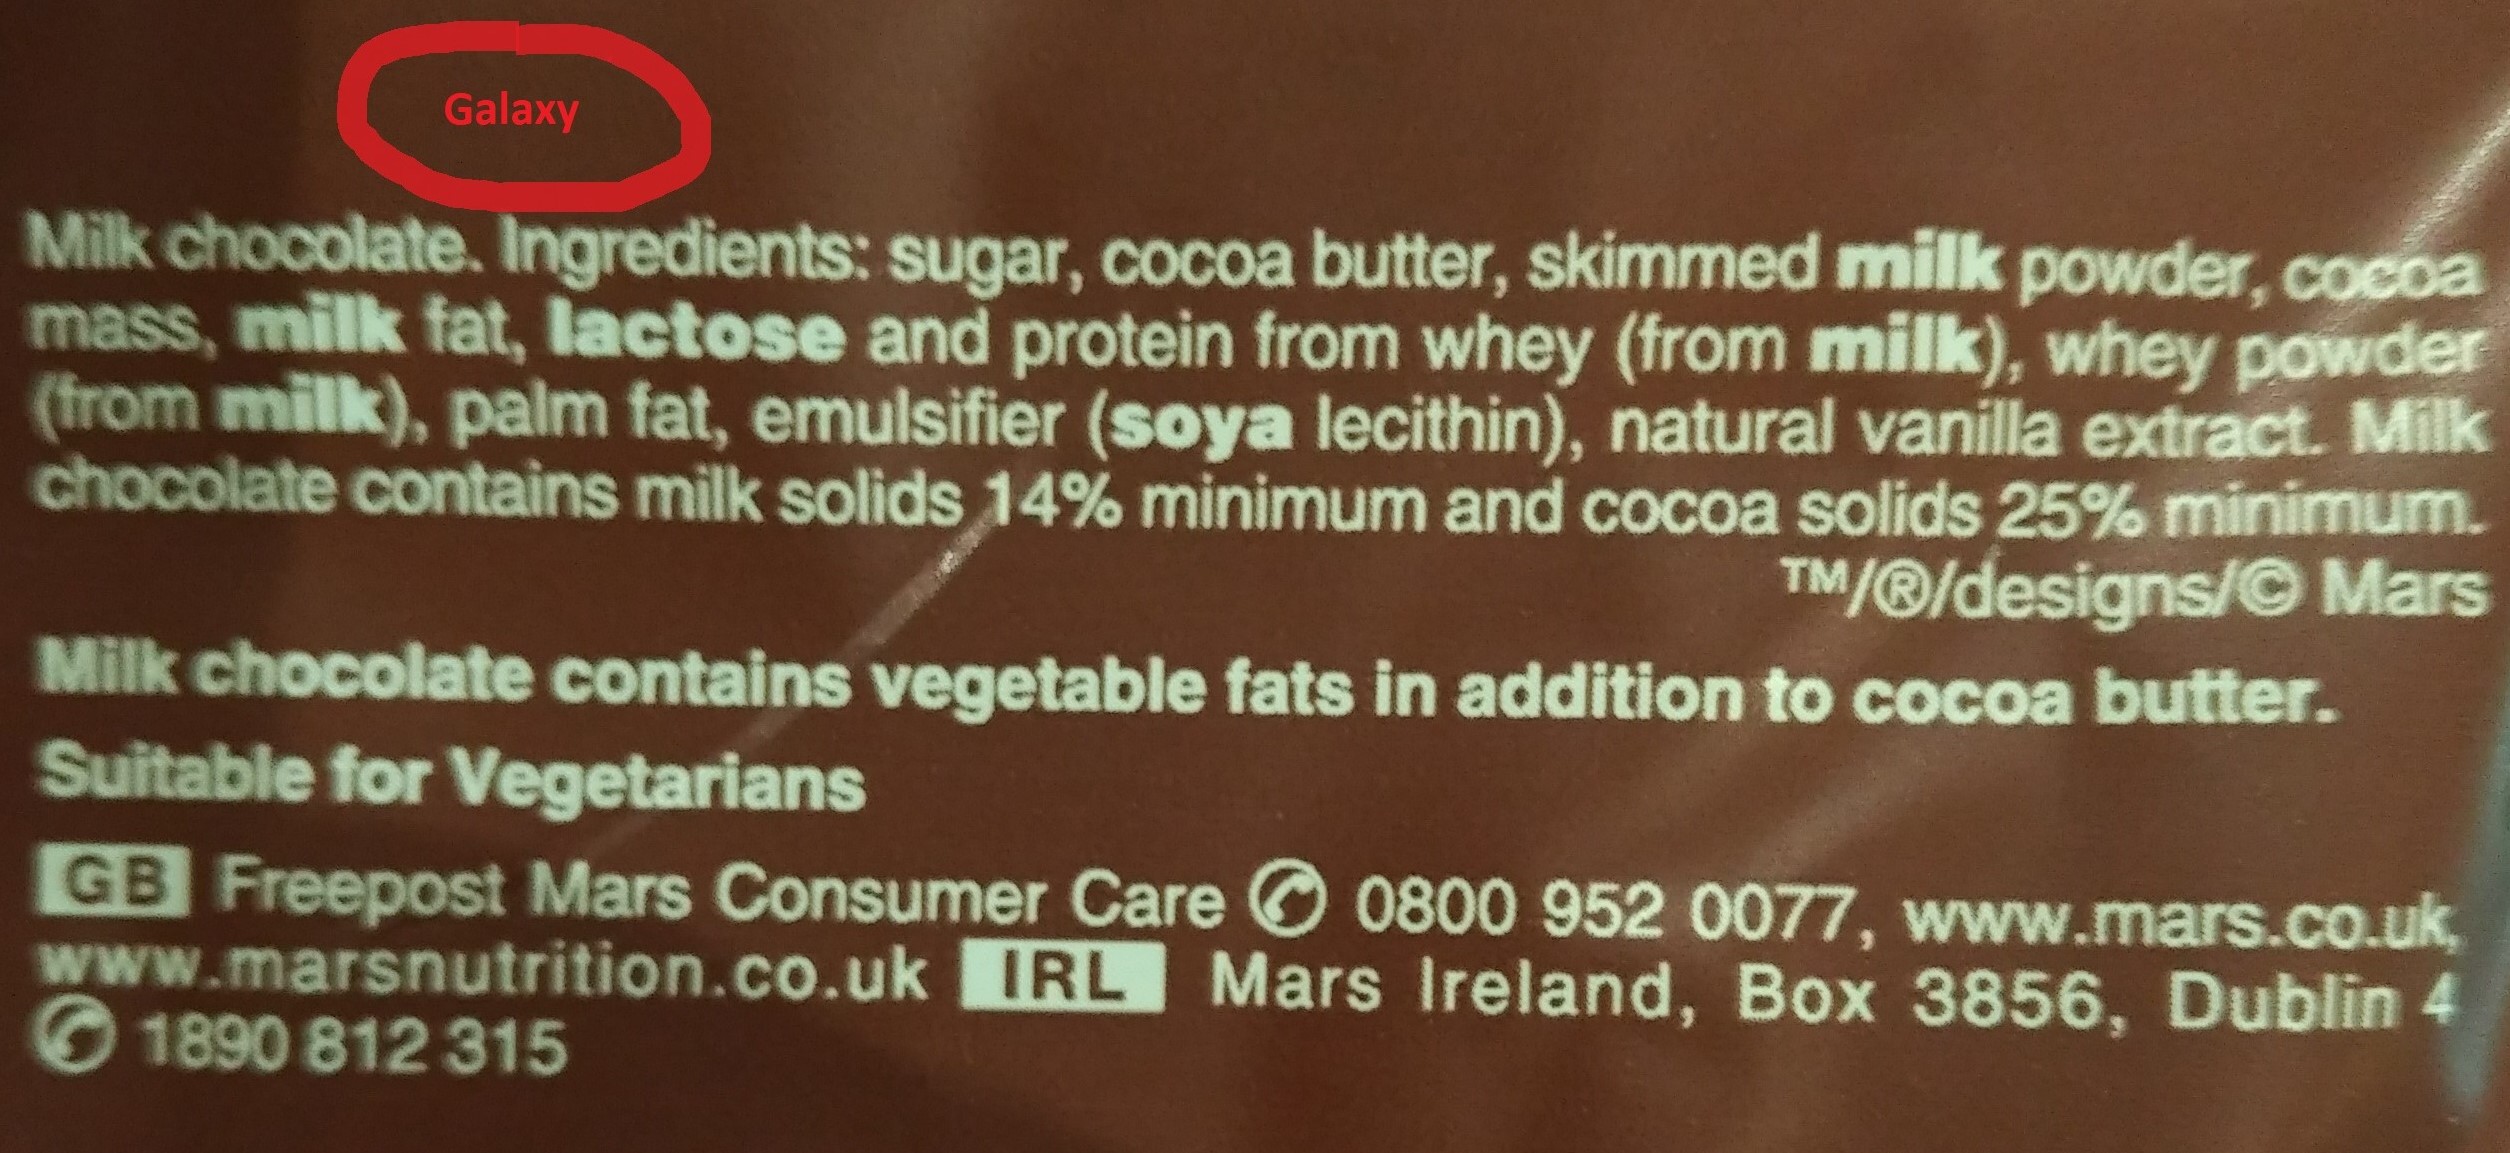 Galaxy
Milk chocolate. Ingredients: sugar, cocoa butter, skimmed milk powder, cocoa
mass, milk fat, lactose and protein from whey (from milk), whey powder
(from milk), palm fat, emulsifier (soya lecithin), natural vanilla extract. Milk
chocolate contains milk solids 14% minimum and cocoa solids 25% minimum.
™/®/designs/© Mars
Milk chocolate contains vegetable fats in addition to cocoa butter.
Suitable for Vegetarians
GB Freepost Mars Consumer Care ✆ 0800 952 0077, www.mars.co.uk,
www.marsnutrition.co.uk IRL Mars Ireland, Box 3856, Dublin 4
✆ 1890 812 315